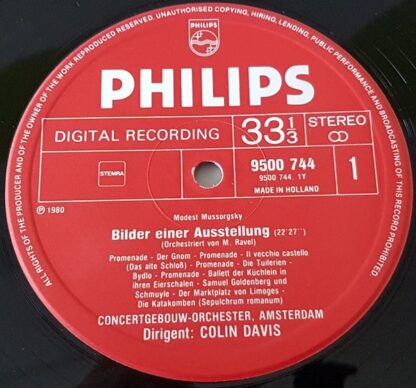 ALL RIGHTS OF THE PRODUCER AND OF THE OWNER OF THE WORK REPRODUCED RESERVED. UNAUTHORISED COPYING, HIRING, LENDING, PUBLIC PERFORMANCE AND BROADCASTING OF THIS RECORD PROHIBITED
PHILIPS
PHILIPS
DIGITAL RECORDING
33 1/3
STEREO
STEMRA
9500 744
9500 744. 1Y
MADE IN HOLLAND
1
℗ 1980
Modest Mussorgsky
Bilder einer Ausstellung (22'27'')
(Orchestriert von M. Ravel)
Promenade - Der Gnom - Promenade - Il vecchio castello
(Das alte Schloß) - Promenade - Die Tuilerien -
Bydlo - Promenade - Ballett der Küchlein in
ihren Eierschalen - Samuel Goldenberg und
Schmuyle - Der Marktplatz von Limoges -
Die Katakomben (Sepulchrum romanum)
CONCERTGEBOUW-ORCHESTER, AMSTERDAM
Dirigent: COLIN DAVIS